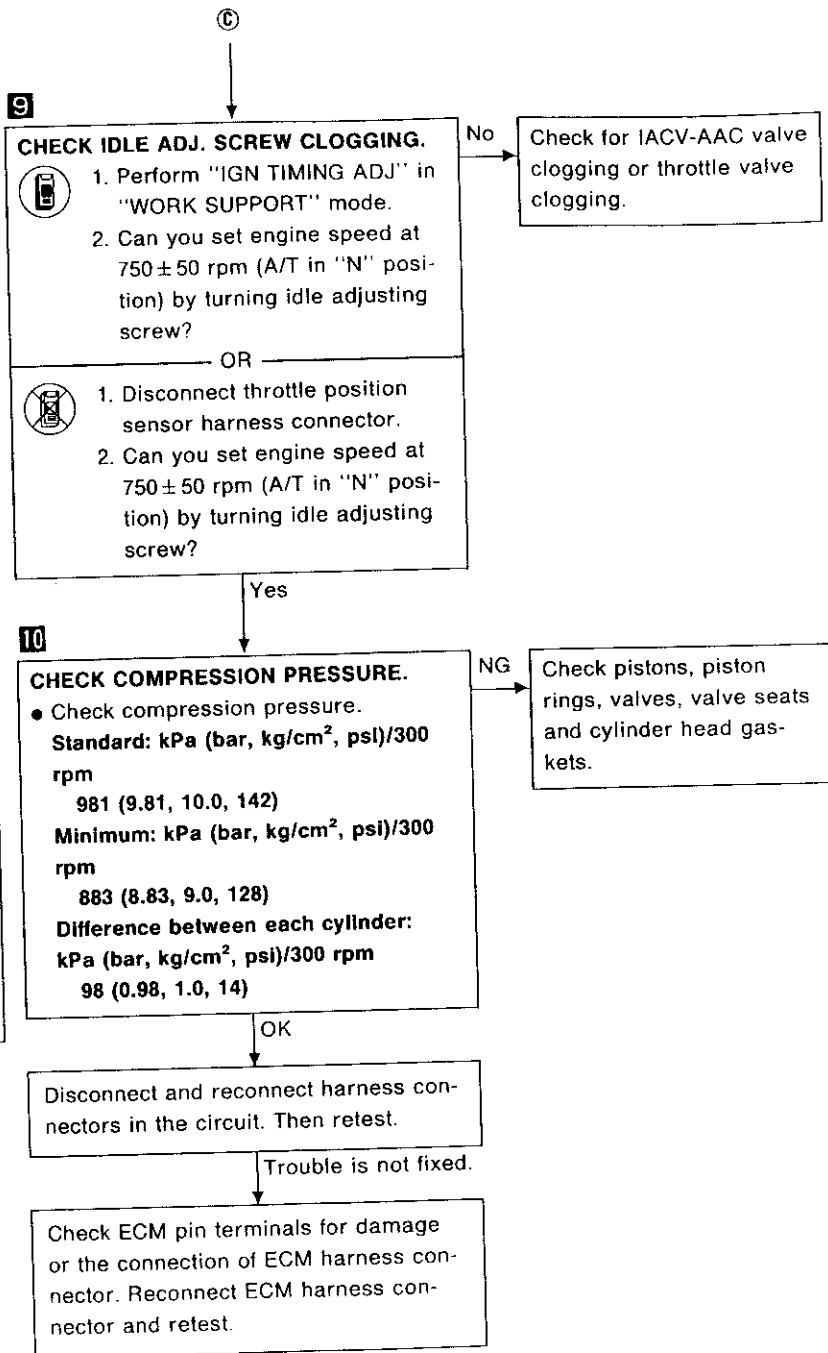 Ⓒ
9
CHECK IDLE ADJ. SCREW CLOGGING.
1. Perform "IGN TIMING ADJ" in
"WORK SUPPORT" mode.
2. Can you set engine speed at
750 ± 50 rpm (A/T in "N" posi-
tion) by turning idle adjusting
screw?
OR
1. Disconnect throttle position
sensor harness connector.
2. Can you set engine speed at
750 ± 50 rpm (A/T in "N" posi-
tion) by turning idle adjusting
screw?
No
Check for IACV-AAC valve
clogging or throttle valve
clogging.
Yes
10
CHECK COMPRESSION PRESSURE.
● Check compression pressure.
Standard: kPa (bar, kg/cm², psi)/300
rpm
981 (9.81, 10.0, 142)
Minimum: kPa (bar, kg/cm², psi)/300
rpm
883 (8.83, 9.0, 128)
Difference between each cylinder:
kPa (bar, kg/cm², psi)/300 rpm
98 (0.98, 1.0, 14)
NG
Check pistons, piston
rings, valves, valve seats
and cylinder head gas-
kets.
OK
Disconnect and reconnect harness con-
nectors in the circuit. Then retest.
Trouble is not fixed.
Check ECM pin terminals for damage
or the connection of ECM harness con-
nector. Reconnect ECM harness con-
nector and retest.